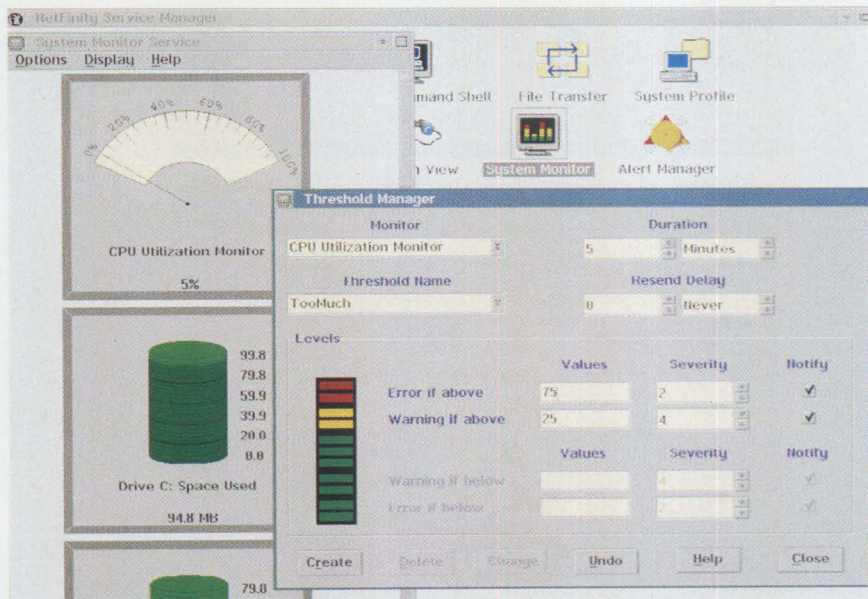 NetFinity Service Manager
System Monitor Service
Options Display Help
0% 20% 40% 60% 80% 100%
CPU Utilization Monitor
5%
99.8
79.8
59.9
39.9
20.0
0.0
Drive C: Space Used
94.8 MB
79.8
mmand Shell
File Transfer
System Profile
View
System Monitor
Alert Manager
Threshold Manager
Monitor Duration
CPU Utilization Monitor 5 Minutes
Threshold Name Resend Delay
TooMuch 0 Never
Levels
Values Severity Notify
Error if above 75 2
Warning if above 25 4
Values Severity Notify
Warning if below 4
Error if below 2
Create Delete Change Undo Help Close